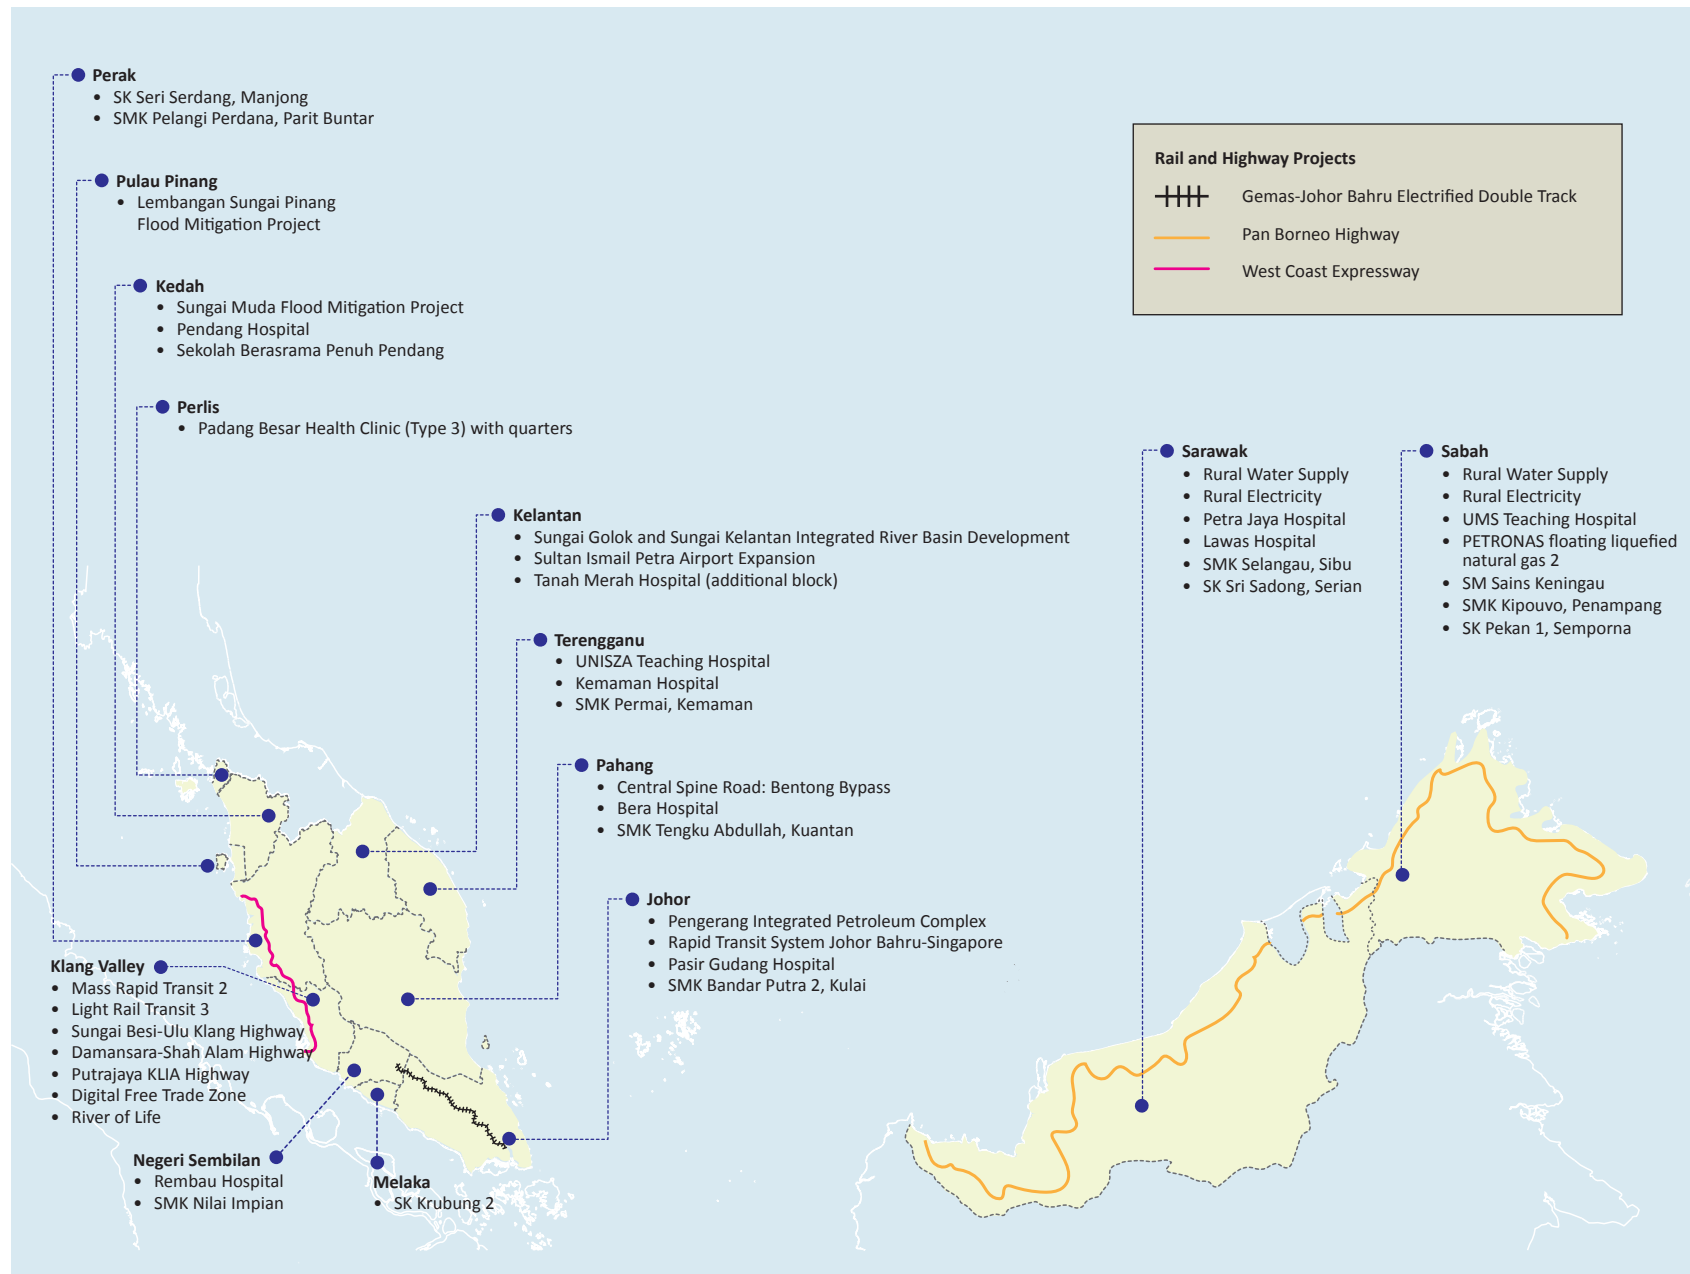 Perak
• SK Seri Serdang, Manjong
• SMK Pelangi Perdana, Parit Buntar
Pulau Pinang
• Lembangan Sungai Pinang
Flood Mitigation Project
Kedah
• Sungai Muda Flood Mitigation Project
• Pendang Hospital
• Sekolah Berasrama Penuh Pendang
Perlis
• Padang Besar Health Clinic (Type 3) with quarters
Kelantan
• Sungai Golok and Sungai Kelantan Integrated River Basin Development
• Sultan Ismail Petra Airport Expansion
• Tanah Merah Hospital (additional block)
Terengganu
• UNISZA Teaching Hospital
• Kemaman Hospital
• SMK Permai, Kemaman
Pahang
• Central Spine Road: Bentong Bypass
• Bera Hospital
• SMK Tengku Abdullah, Kuantan
Johor
• Pengerang Integrated Petroleum Complex
• Rapid Transit System Johor Bahru-Singapore
• Pasir Gudang Hospital
• SMK Bandar Putra 2, Kulai
Klang Valley
• Mass Rapid Transit 2
• Light Rail Transit 3
• Sungai Besi-Ulu Klang Highway
• Damansara-Shah Alam Highway
• Putrajaya KLIA Highway
• Digital Free Trade Zone
• River of Life
Negeri Sembilan
• Rembau Hospital
• SMK Nilai Impian
Melaka
• SK Krubung 2
Rail and Highway Projects
Gemas-Johor Bahru Electrified Double Track
Pan Borneo Highway
West Coast Expressway
Sarawak
• Rural Water Supply
• Rural Electricity
• Petra Jaya Hospital
• Lawas Hospital
• SMK Selangau, Sibu
• SK Sri Sadong, Serian
Sabah
• Rural Water Supply
• Rural Electricity
• UMS Teaching Hospital
• PETRONAS floating liquefied
natural gas 2
• SM Sains Keningau
• SMK Kipouvo, Penampang
• SK Pekan 1, Semporna